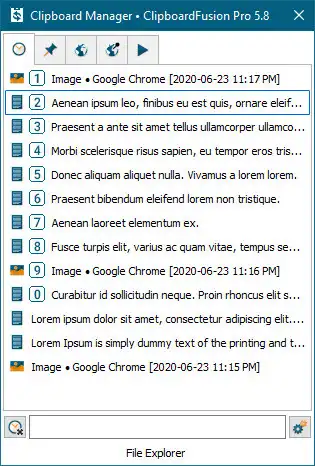 Clipboard Manager • ClipboardFusion Pro 5.8
1 Image • Google Chrome [2020-06-23 11:17 PM]
2 Aenean ipsum leo, finibus eu est quis, ornare eleif...
3 Praesent a ante sit amet tellus ullamcorper ullamco...
4 Morbi scelerisque risus sapien, eu tempor eros tris...
5 Donec aliquam aliquet nulla. Vivamus a lorem lorem.
6 Praesent bibendum eleifend lorem non tristique.
7 Aenean laoreet elementum ex.
8 Fusce turpis elit, varius ac quam vitae, tempus se...
9 Image • Google Chrome [2020-06-23 11:16 PM]
0 Curabitur id sollicitudin neque. Proin rhoncus elit s...
Lorem ipsum dolor sit amet, consectetur adipiscing elit...
Lorem Ipsum is simply dummy text of the printing and t...
Image • Google Chrome [2020-06-23 11:15 PM]
File Explorer